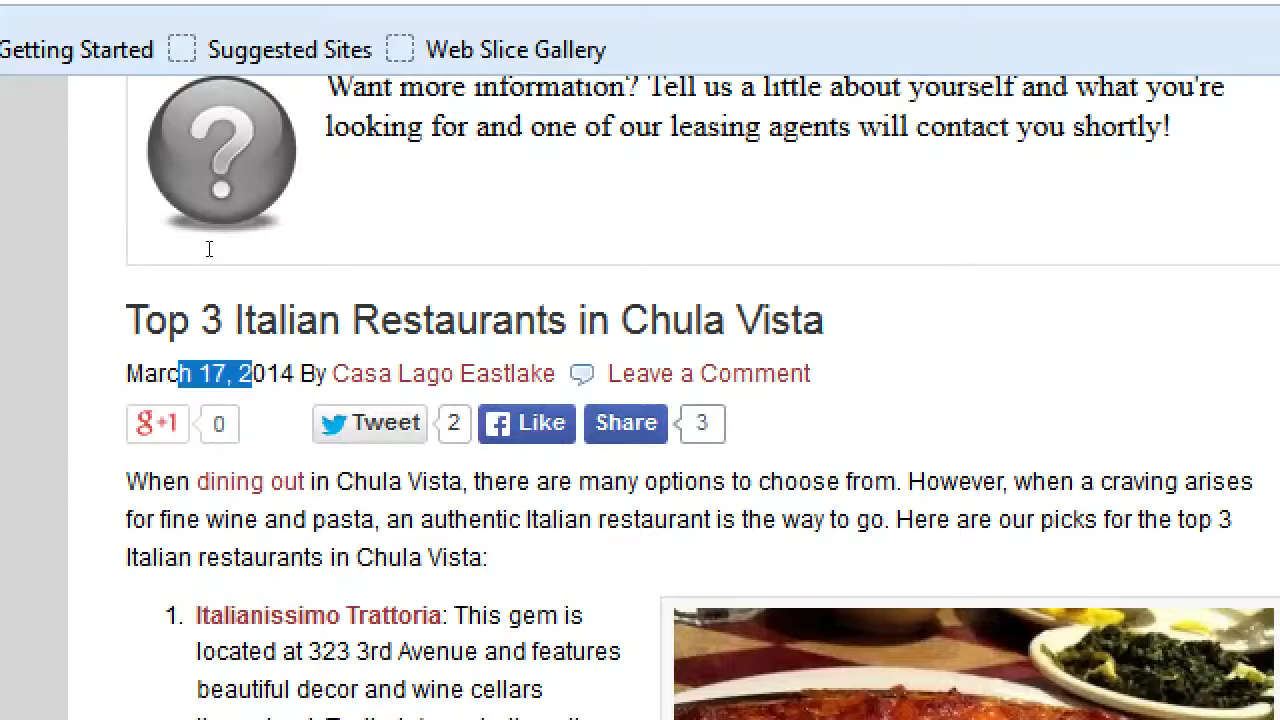 Getting Started Suggested Sites Web Slice Gallery
Want more information? Tell us a little about yourself and what you're
looking for and one of our leasing agents will contact you shortly!
?
Top 3 Italian Restaurants in Chula Vista
March 17, 2014 By Casa Lago Eastlake Leave a Comment
g+1 0 Tweet 2 Like Share 3
When dining out in Chula Vista, there are many options to choose from. However, when a craving arises
for fine wine and pasta, an authentic Italian restaurant is the way to go. Here are our picks for the top 3
Italian restaurants in Chula Vista:
1. Italianissimo Trattoria: This gem is
located at 323 3rd Avenue and features
beautiful decor and wine cellars